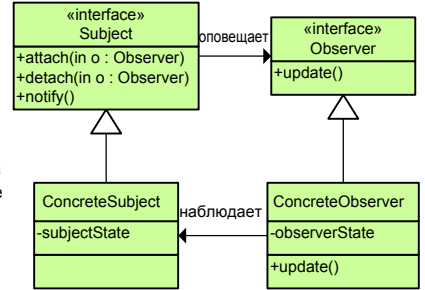 «interface»
Subject
+attach(in o : Observer)
+detach(in o : Observer)
+notify()
оповещает
«interface»
Observer
+update()
ConcreteSubject
-subjectState
наблюдает
ConcreteObserver
-observerState
+update()